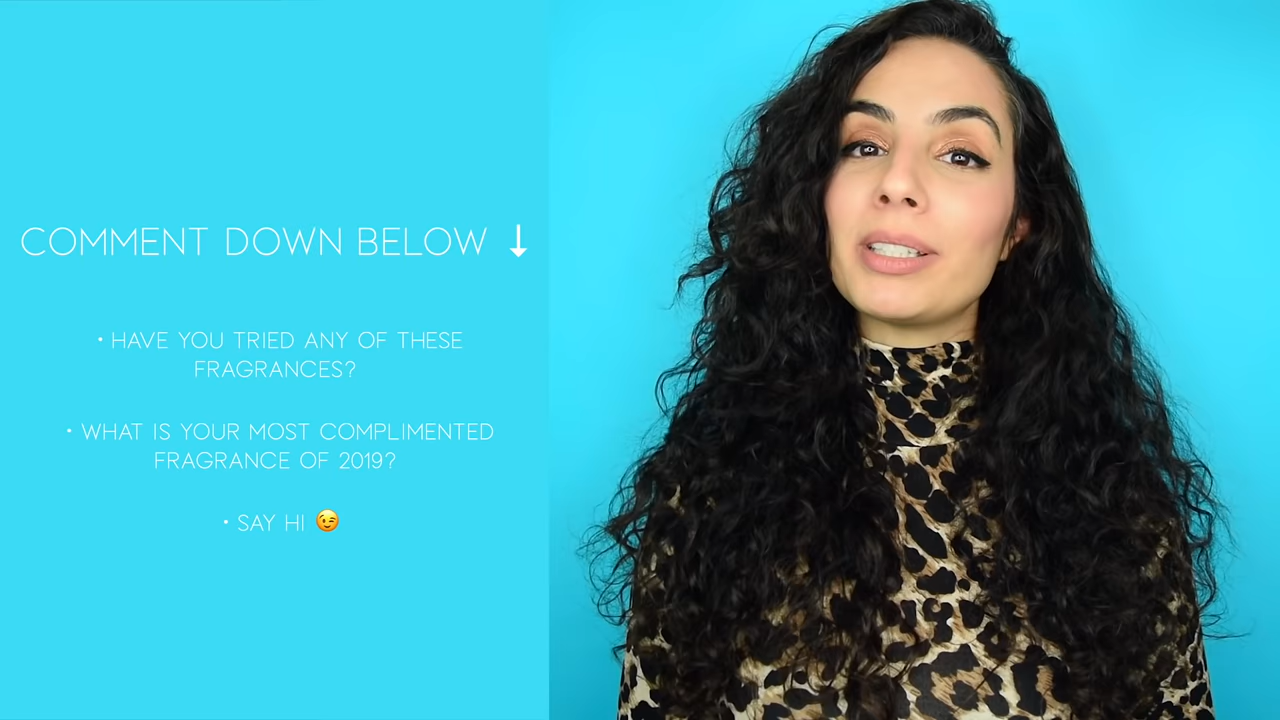 COMMENT DOWN BELOW ↓
• HAVE YOU TRIED ANY OF THESE
FRAGRANCES?
• WHAT IS YOUR MOST COMPLIMENTED
FRAGRANCE OF 2019?
• SAY HI 😉